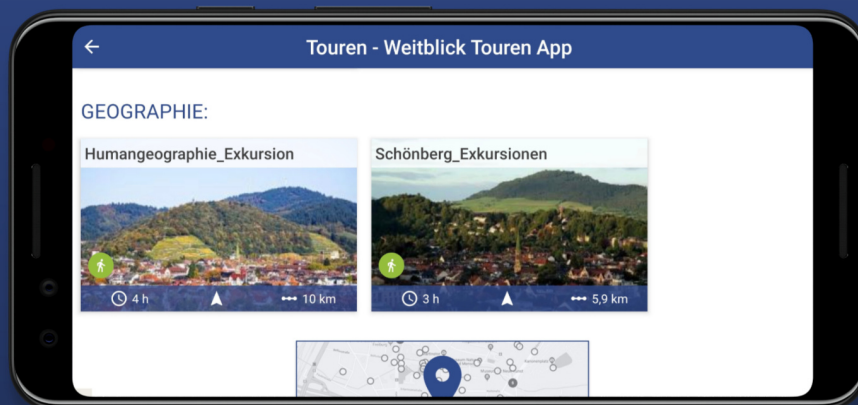 Touren - Weitblick Touren App
GEOGRAPHIE:
Humangeographie_Exkursion
Schönberg_Exkursionen
4 h
10 km
3 h
5,9 km